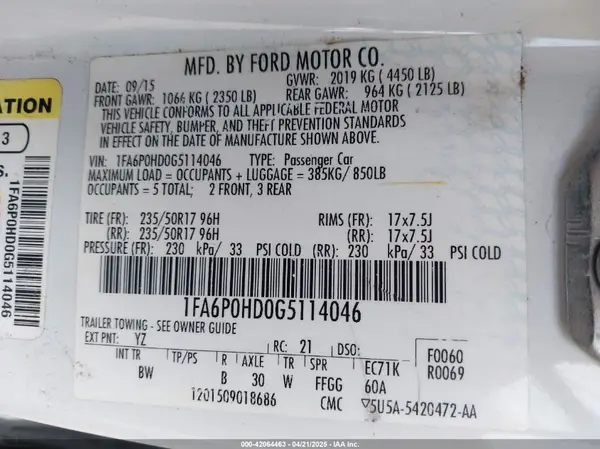 MFD. BY FORD MOTOR CO.
DATE: 09/15 GVWR: 2019 KG ( 4450 LB)
FRONT GAWR: 1066 KG ( 2350 LB) REAR GAWR: 964 KG ( 2125 LB)
THIS VEHICLE CONFORMS TO ALL APPLICABLE FEDERAL MOTOR
VEHICLE SAFETY, BUMPER, AND THEFT PREVENTION STANDARDS
IN EFFECT ON THE DATE OF MANUFACTURE SHOWN ABOVE.
VIN: 1FA6P0HD0G5114046 TYPE: Passenger Car
MAXIMUM LOAD = OCCUPANTS + LUGGAGE = 385KG/ 850LB
OCCUPANTS = 5 TOTAL; 2 FRONT, 3 REAR
TIRE (FR): 235/50R17 96H RIMS (FR): 17x7.5J
(RR): 235/50R17 96H (RR): 17x7.5J
PRESSURE (FR): 230 kPa/ 33 PSI COLD (RR): 230 kPa/ 33 PSI COLD
1FA6P0HD0G5114046
TRAILER TOWING - SEE OWNER GUIDE
EXT PNT: YZ RC: 21 DSO: F0060
INT TR TP/PS R AXLE TR SPR EC71K R0069
BW B 30 W FFGG 60A
1201509018686 CMC ▽5U5A-5420472-AA
ATION
3
1FA6P0HD0G5114046
000-42064463 - 04/21/2025 - IAAI.COM